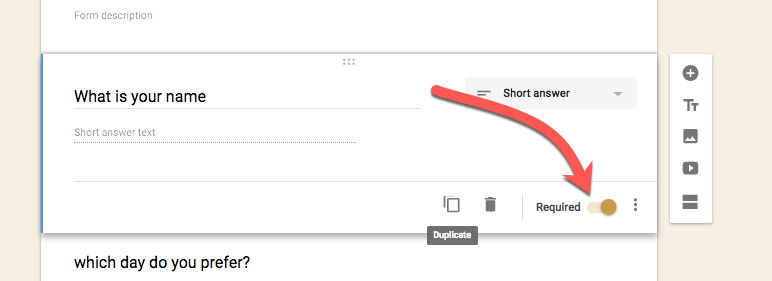 Form description
What is your name
Short answer
Short answer text
Required
Duplicate
which day do you prefer?